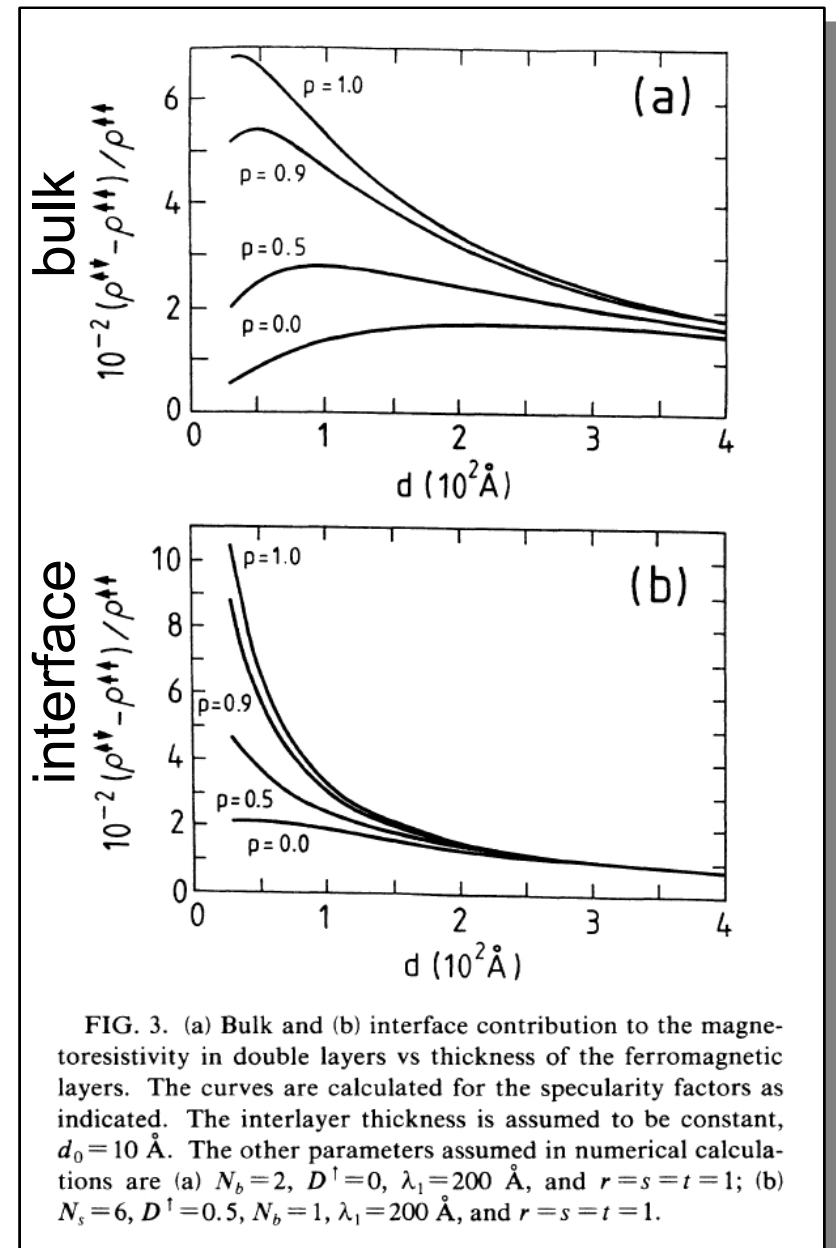 bulk
10⁻² (ρ↑↓ – ρ↑↑) / ρ↑↑
(a)
6
4
2
0
p = 1.0
p = 0.9
p = 0.5
p = 0.0
0 1 2 3 4
d (10²Å)
interface
10⁻² (ρ↑↓ – ρ↑↑) / ρ↑↑
(b)
10
8
6
4
2
0
p=1.0
p=0.9
p=0.5
p=0.0
0 1 2 3 4
d (10²Å)
FIG. 3. (a) Bulk and (b) interface contribution to the magne-
toresistivity in double layers vs thickness of the ferromagnetic
layers. The curves are calculated for the specularity factors as
indicated. The interlayer thickness is assumed to be constant,
d₀ = 10 Å. The other parameters assumed in numerical calcula-
tions are (a) N_b = 2, D↑ = 0, λ₁ = 200 Å, and r = s = t = 1; (b)
N_s = 6, D↑ = 0.5, N_b = 1, λ₁ = 200 Å, and r = s = t = 1.